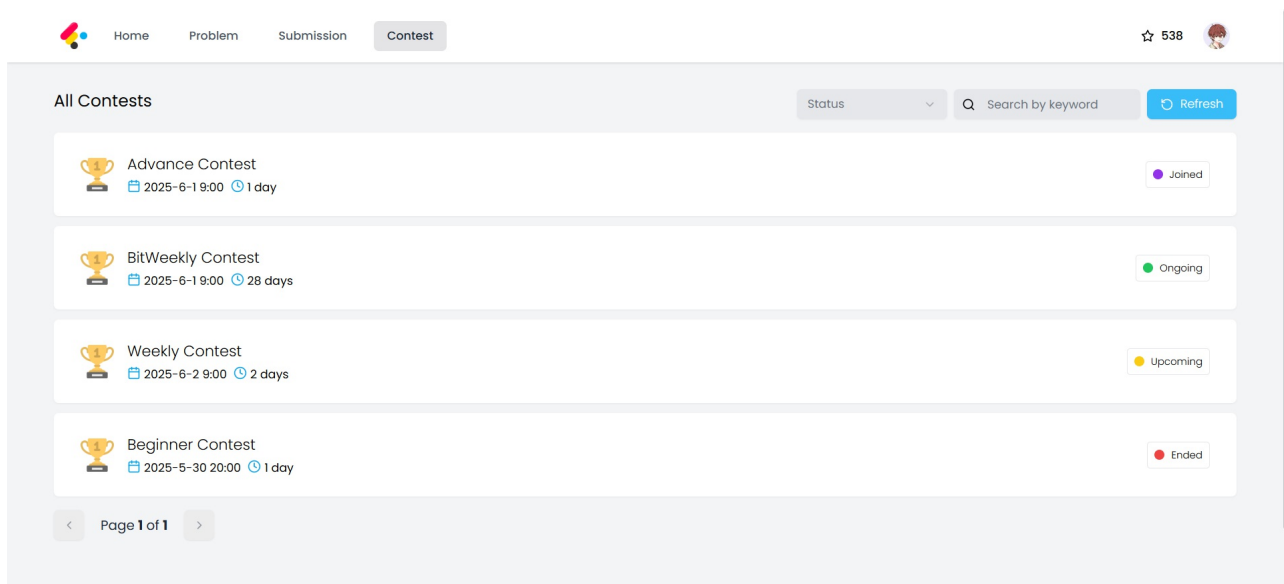 Home Problem Submission Contest 538
All Contests Status Search by keyword Refresh
Advance Contest
2025-6-1 9:00 1 day
Joined
BitWeekly Contest
2025-6-1 9:00 28 days
Ongoing
Weekly Contest
2025-6-2 9:00 2 days
Upcoming
Beginner Contest
2025-5-30 20:00 1 day
Ended
Page 1 of 1